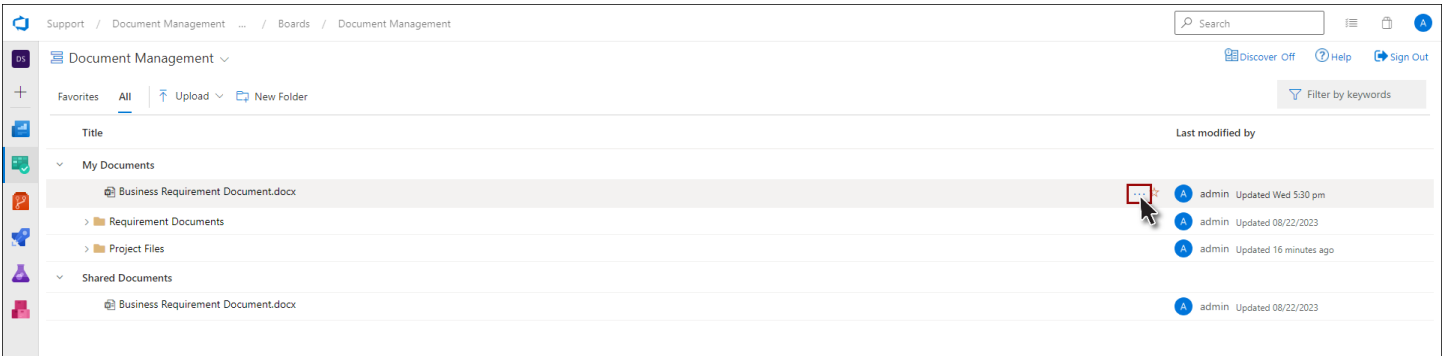 Support / Document Management ... / Boards / Document Management Search A
DS Document Management Discover Off Help Sign Out
Favorites All Upload New Folder Filter by keywords
Title Last modified by
My Documents
Business Requirement Document.docx ... A admin Updated Wed 5:30 pm
Requirement Documents A admin Updated 08/22/2023
Project Files A admin Updated 16 minutes ago
Shared Documents
Business Requirement Document.docx A admin Updated 08/22/2023